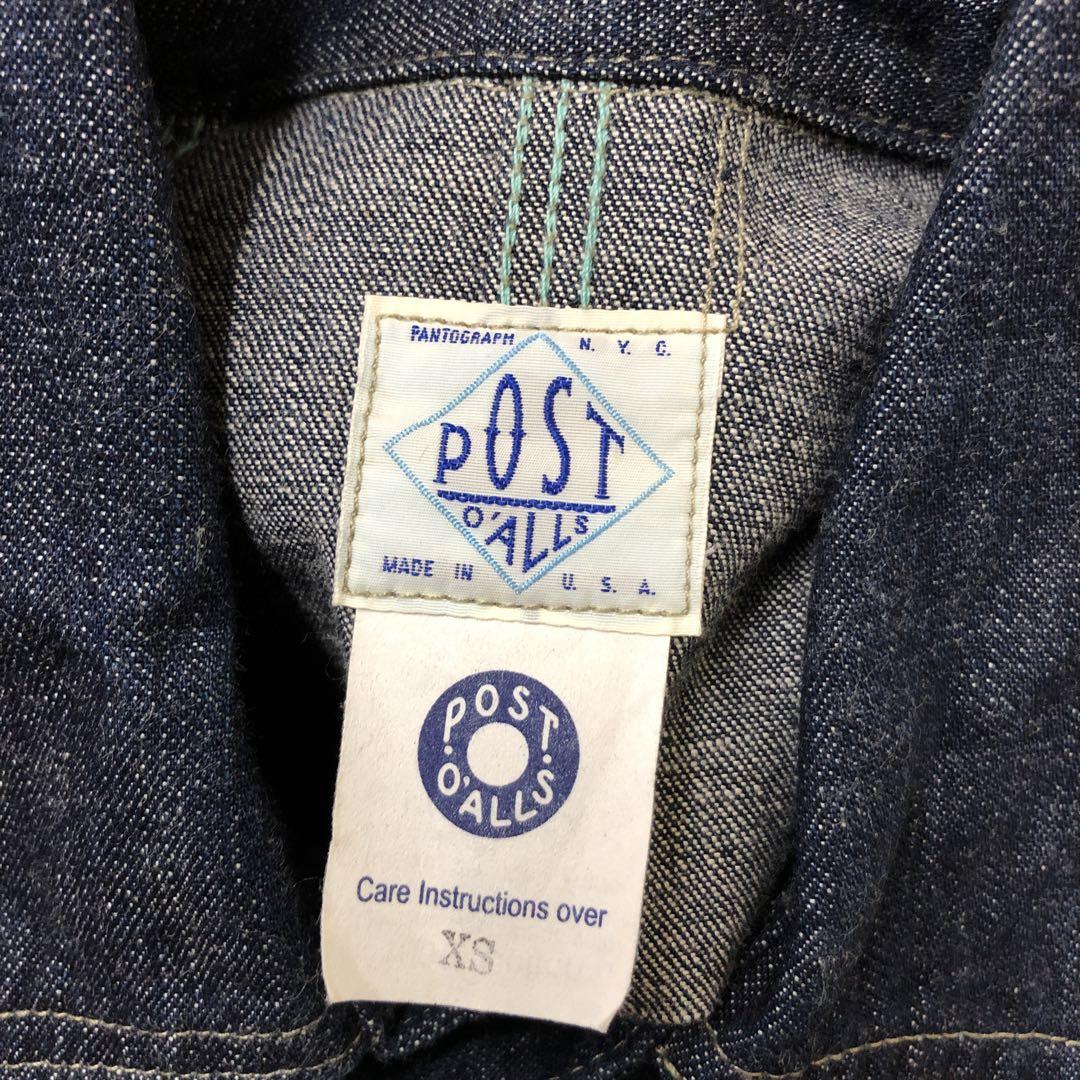 PANTOGRAPH N. Y. C.
POST
O'ALLS
MADE IN U. S. A.
POST
O'ALLS
Care Instructions over
XS